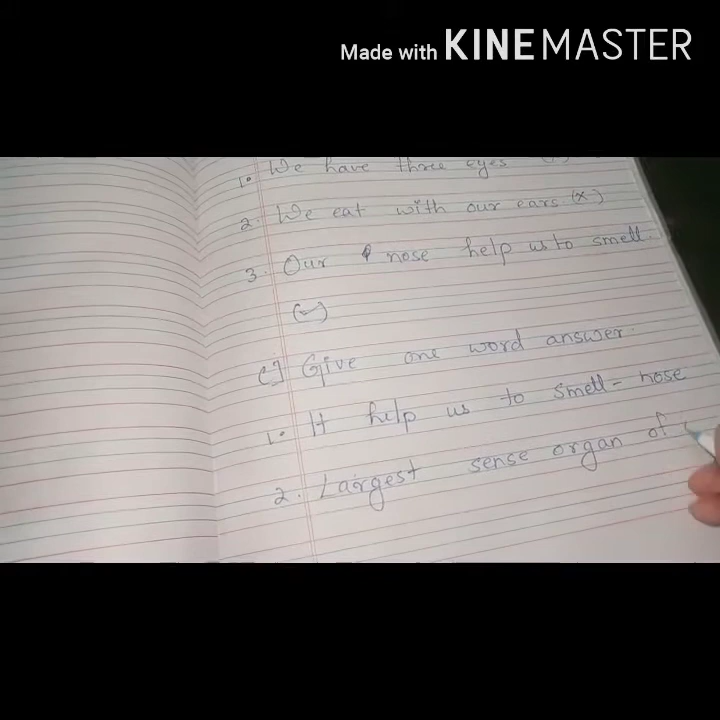 Made with KINEMASTER
1. We have three eyes
2. We eat with our ears. (x)
3. Our nose help us to smell.
(✓)
C] Give one word answer.
1. It help us to smell - nose
2. Largest sense organ of